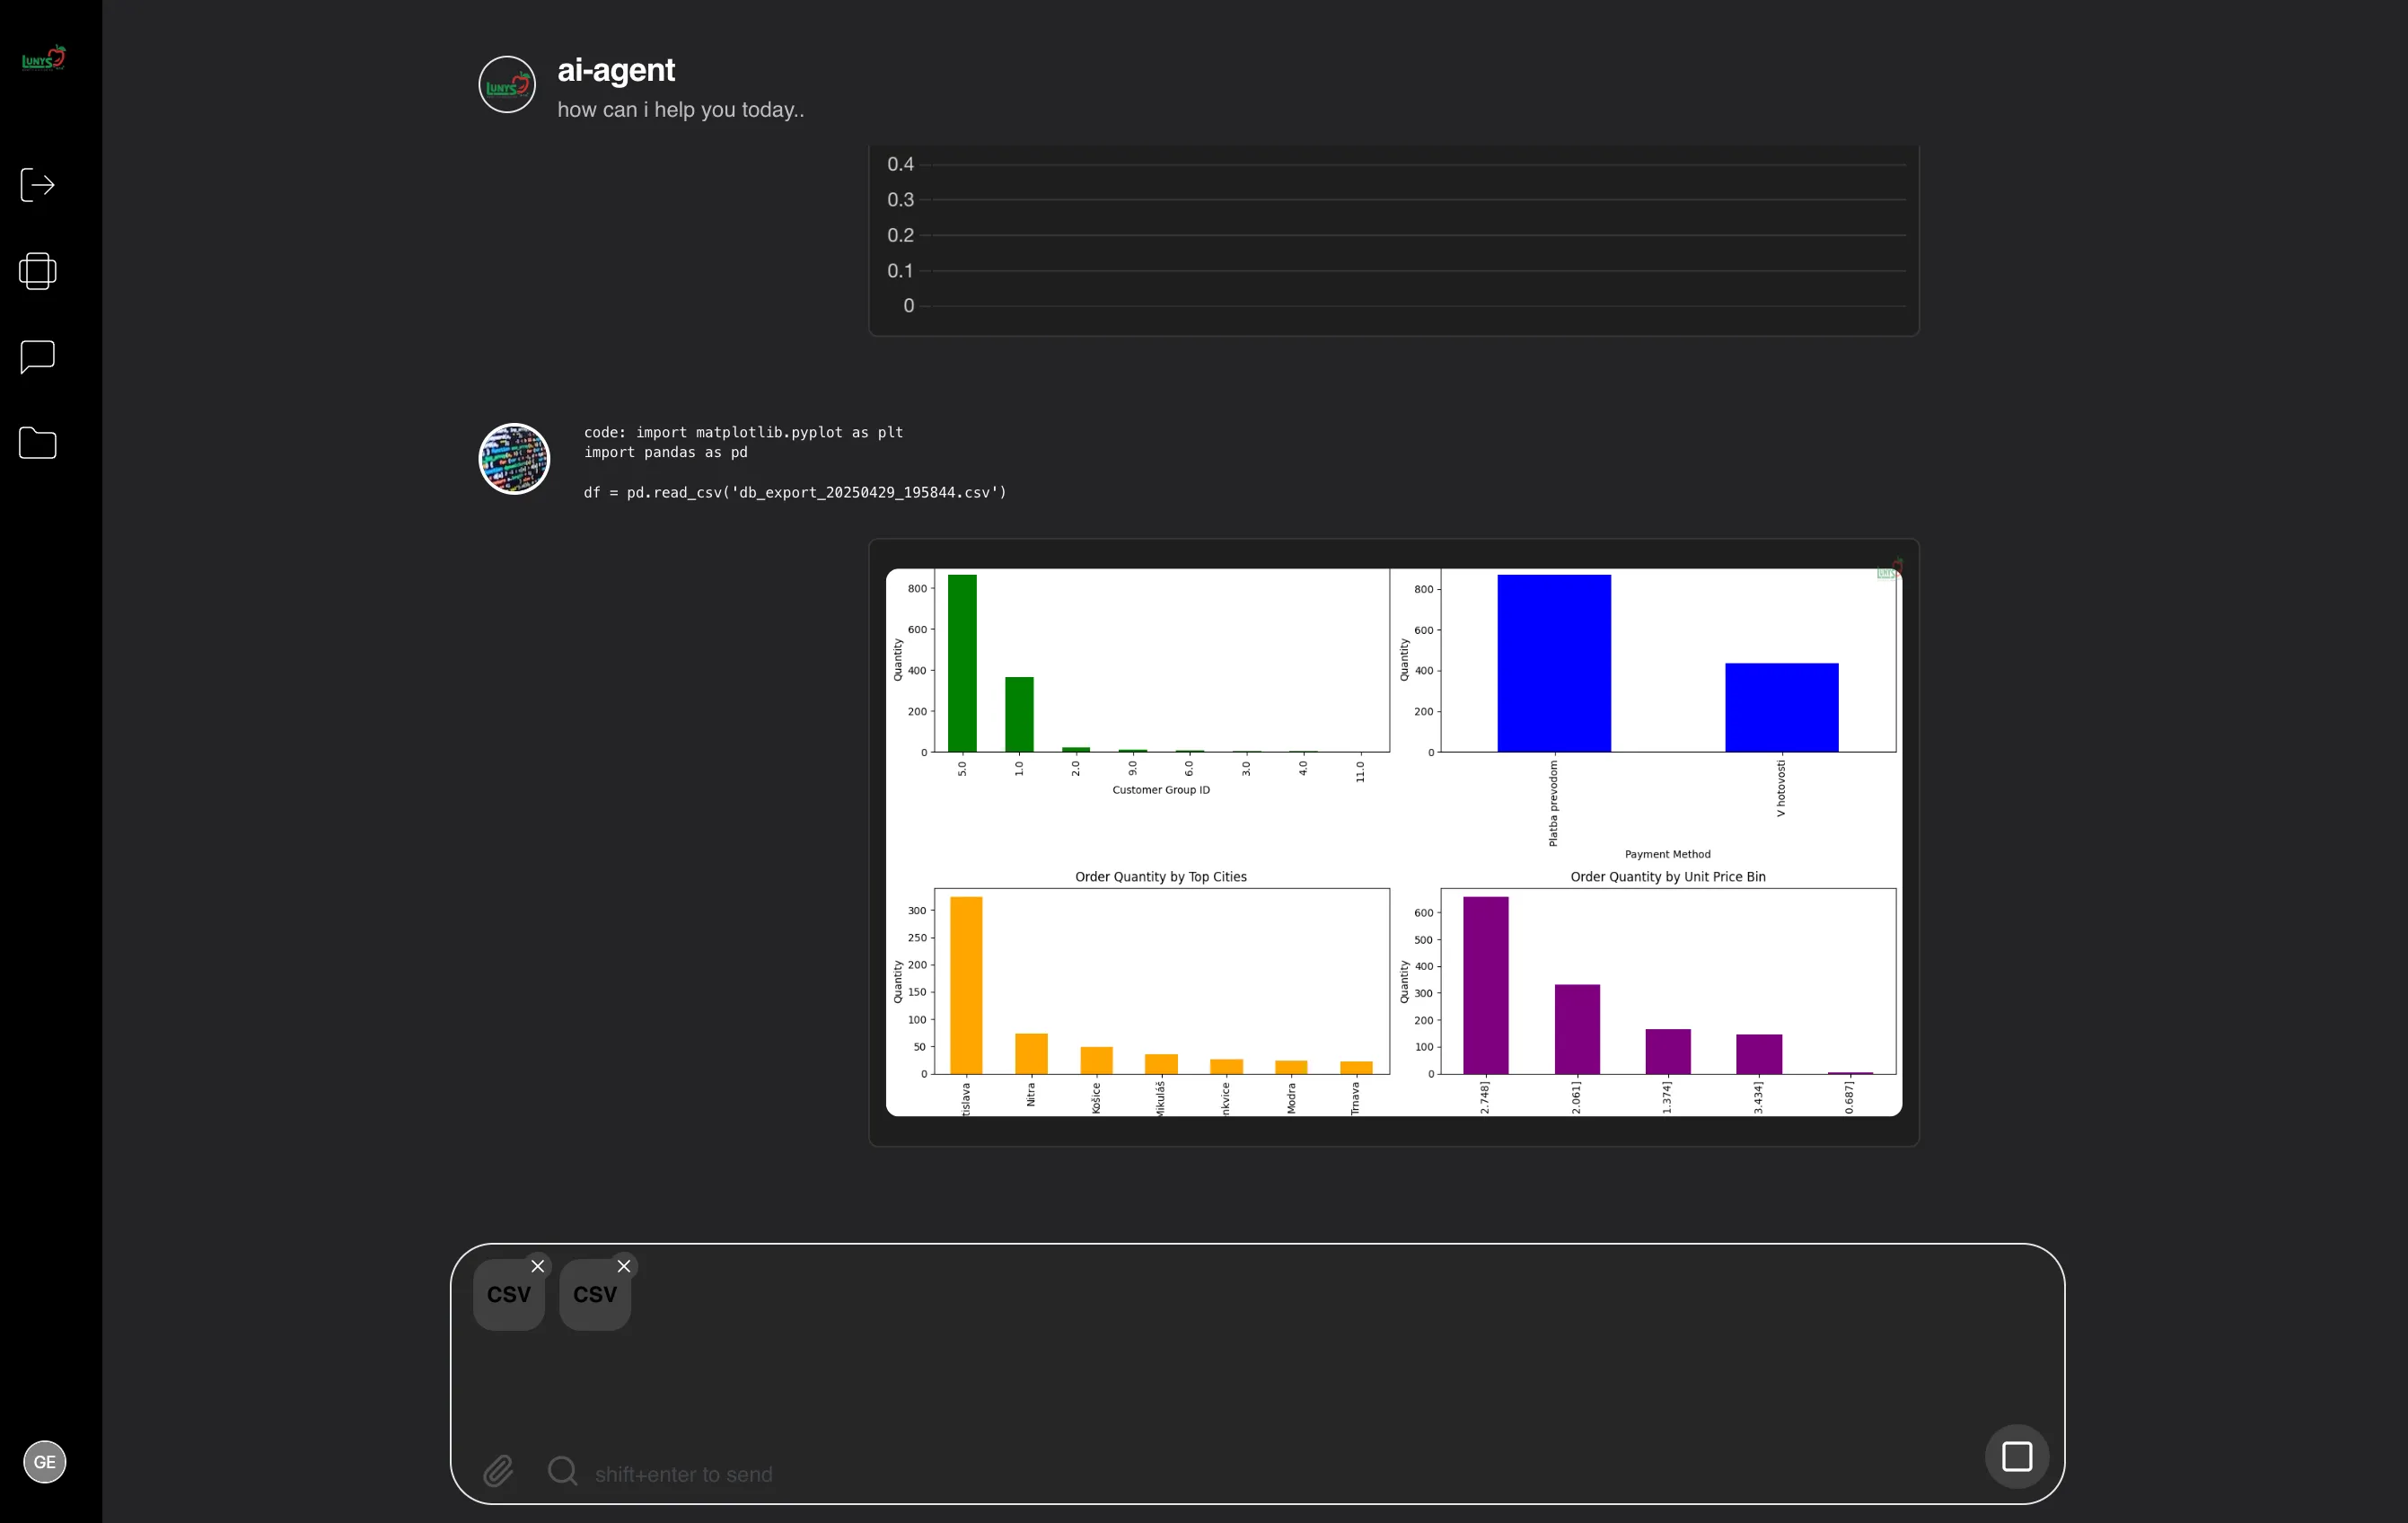 LUNYS
LUNYS
ai-agent
how can i help you today..
0.4
0.3
0.2
0.1
0
code: import matplotlib.pyplot as plt
import pandas as pd
df = pd.read_csv('db_export_20250429_195844.csv')
800
600
400
200
0
Quantity
5.0
1.0
2.0
9.0
6.0
3.0
4.0
11.0
Customer Group ID
800
600
400
200
0
Quantity
Platba prevodom
V hotovosti
Payment Method
Order Quantity by Top Cities
300
250
200
150
100
50
0
Quantity
tislava
Nitra
Košice
Mikuláš
nkvice
Modra
Trnava
Order Quantity by Unit Price Bin
600
500
400
300
200
100
0
Quantity
2.748]
2.061]
1.374]
3.434]
0.687]
CSV
CSV
shift+enter to send
GE